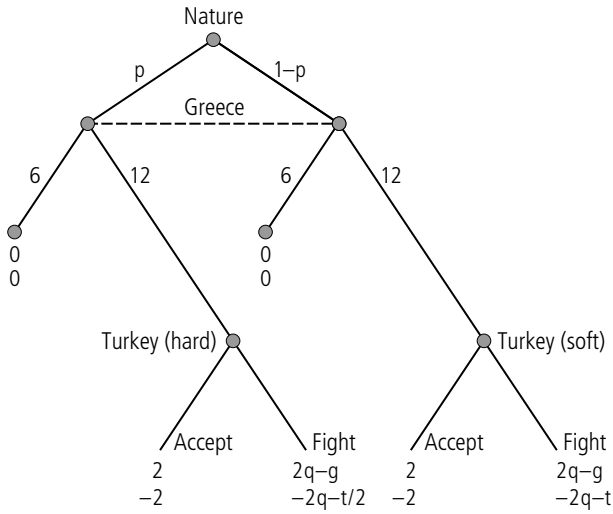 Nature
p 1–p
Greece
6 12 6 12
0 0
0 0
Turkey (hard) Turkey (soft)
Accept Fight Accept Fight
2 2q–g 2 2q–g
–2 –2q–t/2 –2 –2q–t